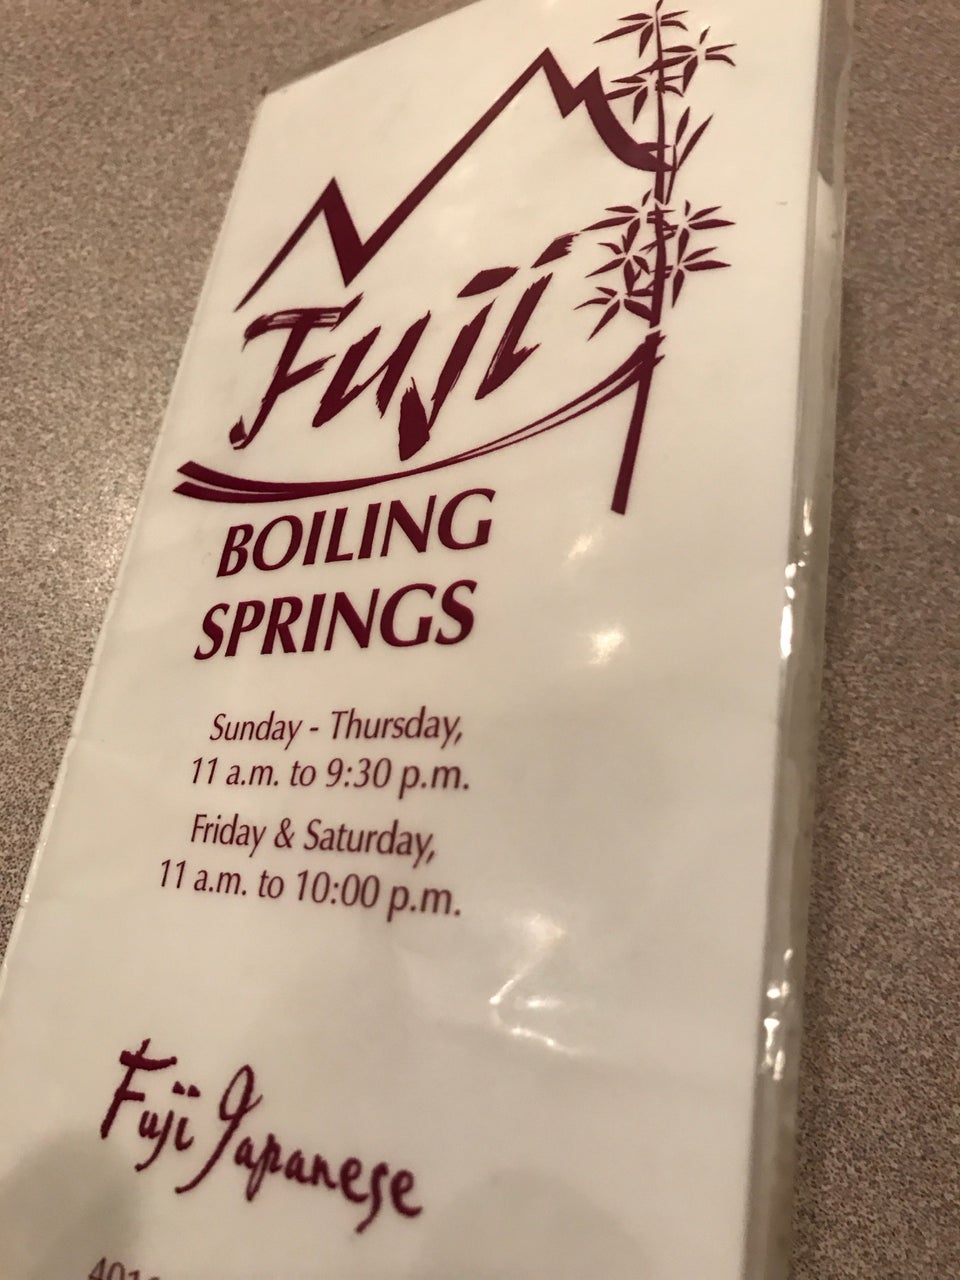 Fuji
BOILING
SPRINGS
Sunday - Thursday,
11 a.m. to 9:30 p.m.
Friday & Saturday,
11 a.m. to 10:00 p.m.
Fuji Japanese